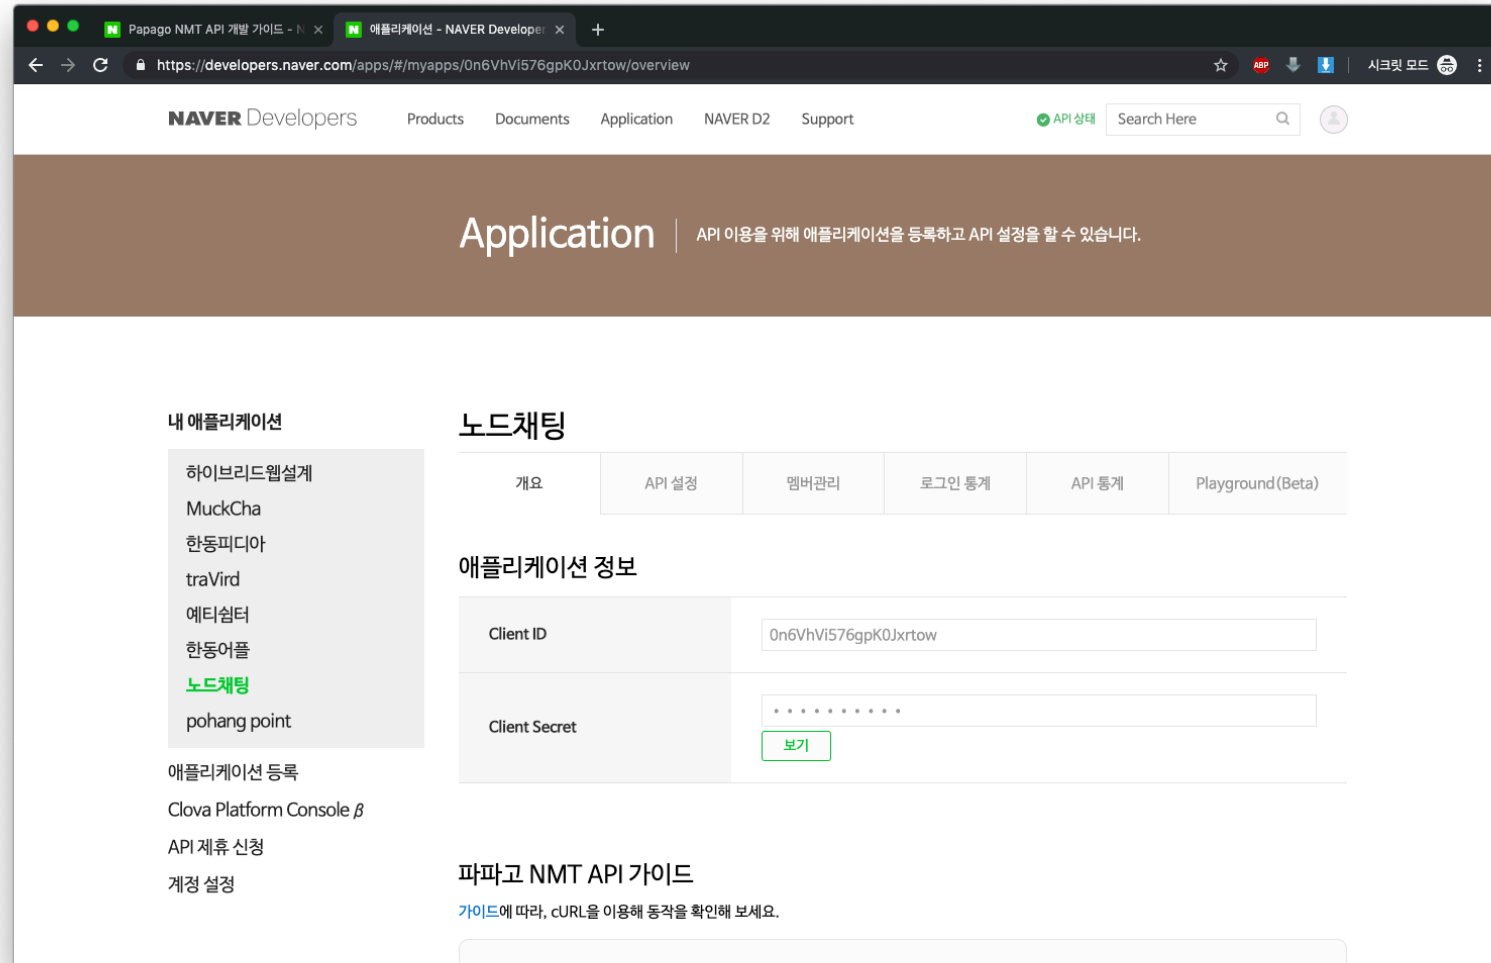 Papago NMT API 개발 가이드 - N
애플리케이션 - NAVER Developer
https://developers.naver.com/apps/#/myapps/0n6VhVi576gpK0Jxrtow/overview
ABP
시크릿 모드
NAVER Developers
Products
Documents
Application
NAVER D2
Support
API 상태
Search Here
Application
API 이용을 위해 애플리케이션을 등록하고 API 설정을 할 수 있습니다.
내 애플리케이션
하이브리드웹설계
MuckCha
한동피디아
traVird
예티쉼터
한동어플
노드채팅
pohang point
애플리케이션 등록
Clova Platform Console β
API 제휴 신청
계정 설정
노드채팅
개요
API 설정
멤버관리
로그인 통계
API 통계
Playground(Beta)
애플리케이션 정보
Client ID
0n6VhVi576gpK0Jxrtow
Client Secret
보기
파파고 NMT API 가이드
가이드에 따라, cURL을 이용해 동작을 확인해 보세요.